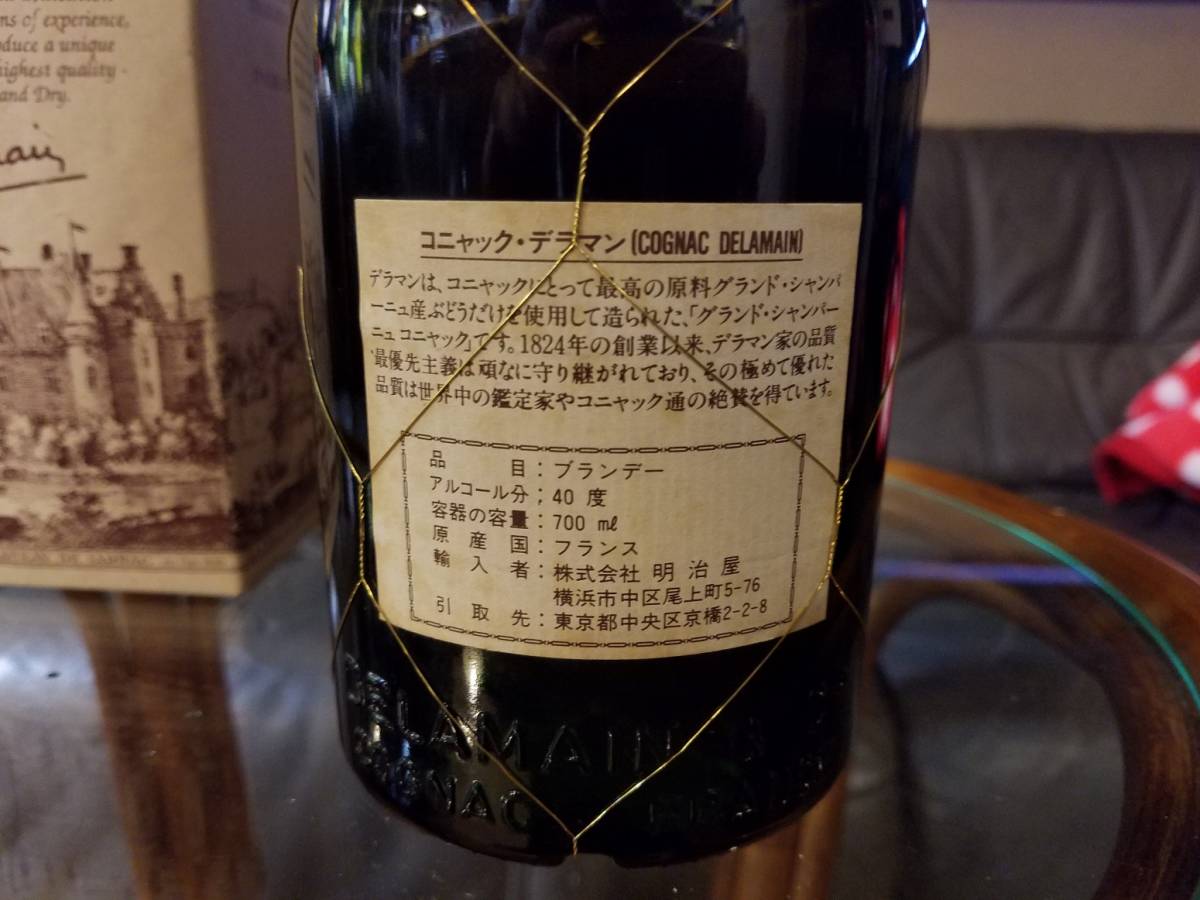 ns of experience,
duce a unique
highest quality -
and Dry.
コニャック・デラマン(COGNAC DELAMAIN)
デラマンは、コニャックにとって最高の原料グランド・シャンパ
ーニュ産ぶどうだけを使用して造られた、「グランド・シャンパー
ニュ コニャック」です。1824年の創業以来、デラマン家の品質
最優先主義は頑なに守り継がれており、その極めて優れた
品質は世界中の鑑定家やコニャック通の絶賛を得ています。
品 目：ブランデー
アルコール分；40 度
容器の容量：700 mℓ
原 産 国：フランス
輸 入 者：株式会社 明 治 屋
横浜市中区尾上町5-76
引 取 先：東京都中央区京橋2-2-8
DELAMAIN